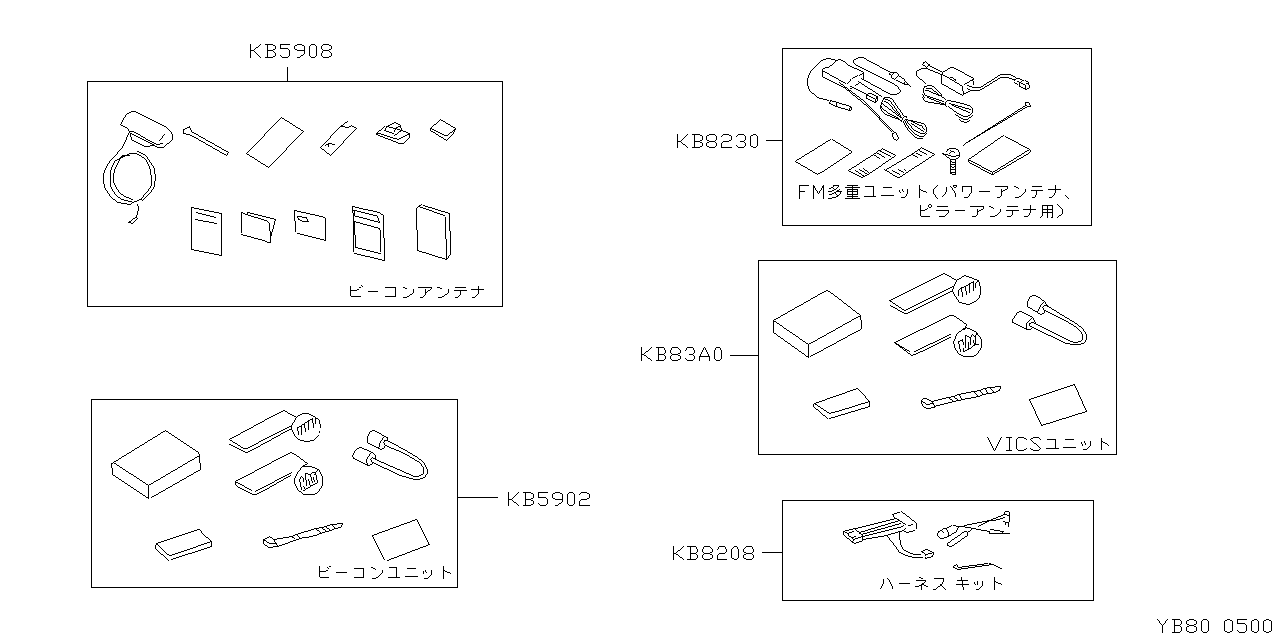 KB5908
ビーコンアンテナ
KB5902
ビーコンユニット
KB8230
FM多重ユニット(パワーアンテナ、
ピラーアンテナ用)
KB83A0
VICSユニット
KB8208
ハーネス キット
YB80 0500